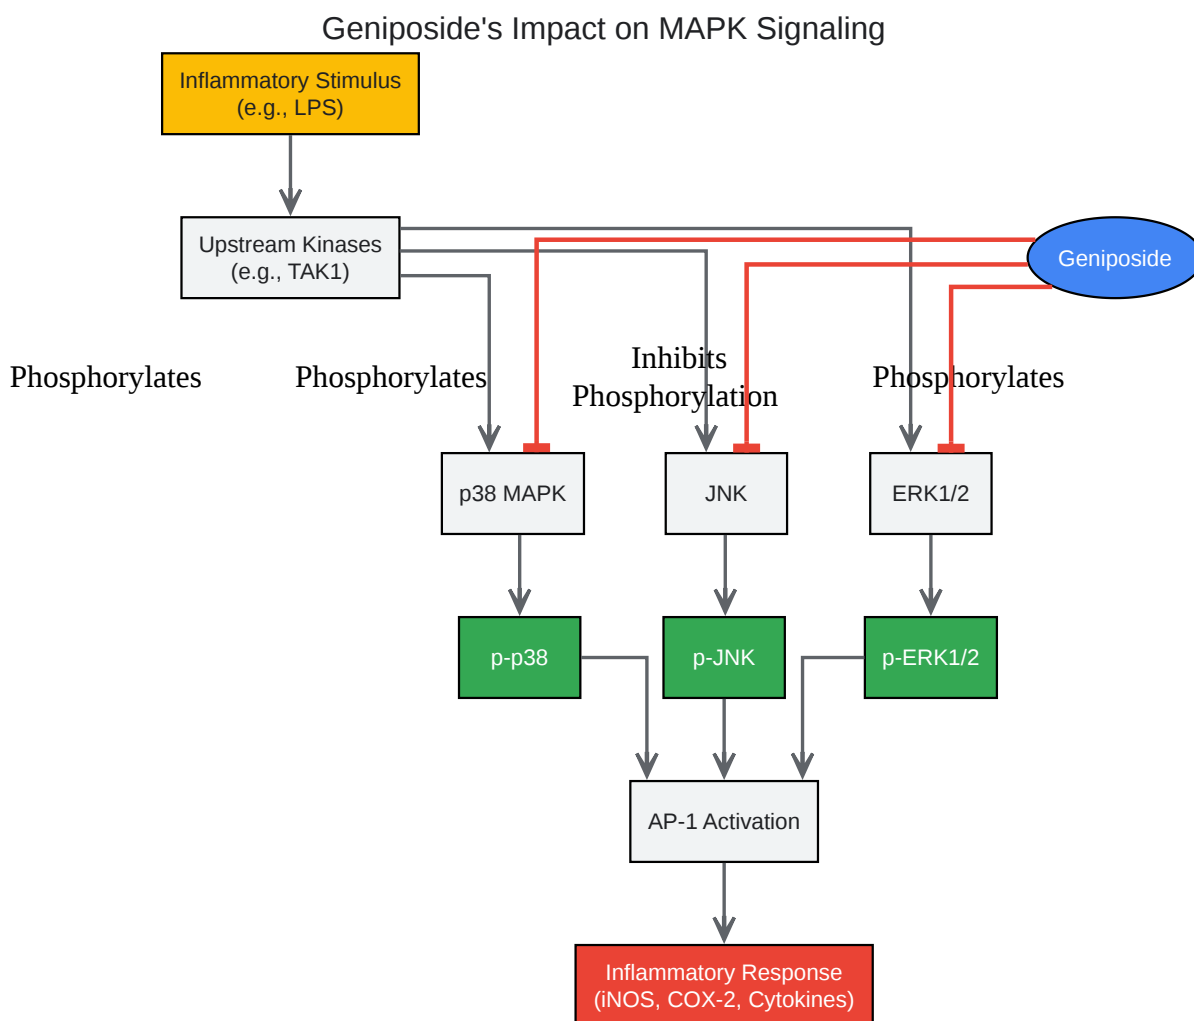 Geniposide's Impact on MAPK Signaling
Inflammatory Stimulus
(e.g., LPS)
Upstream Kinases
(e.g., TAK1)
Geniposide
Phosphorylates
Phosphorylates
Inhibits
Phosphorylation
Phosphorylates
p38 MAPK
JNK
ERK1/2
p-p38
p-JNK
p-ERK1/2
AP-1 Activation
Inflammatory Response
(iNOS, COX-2, Cytokines)